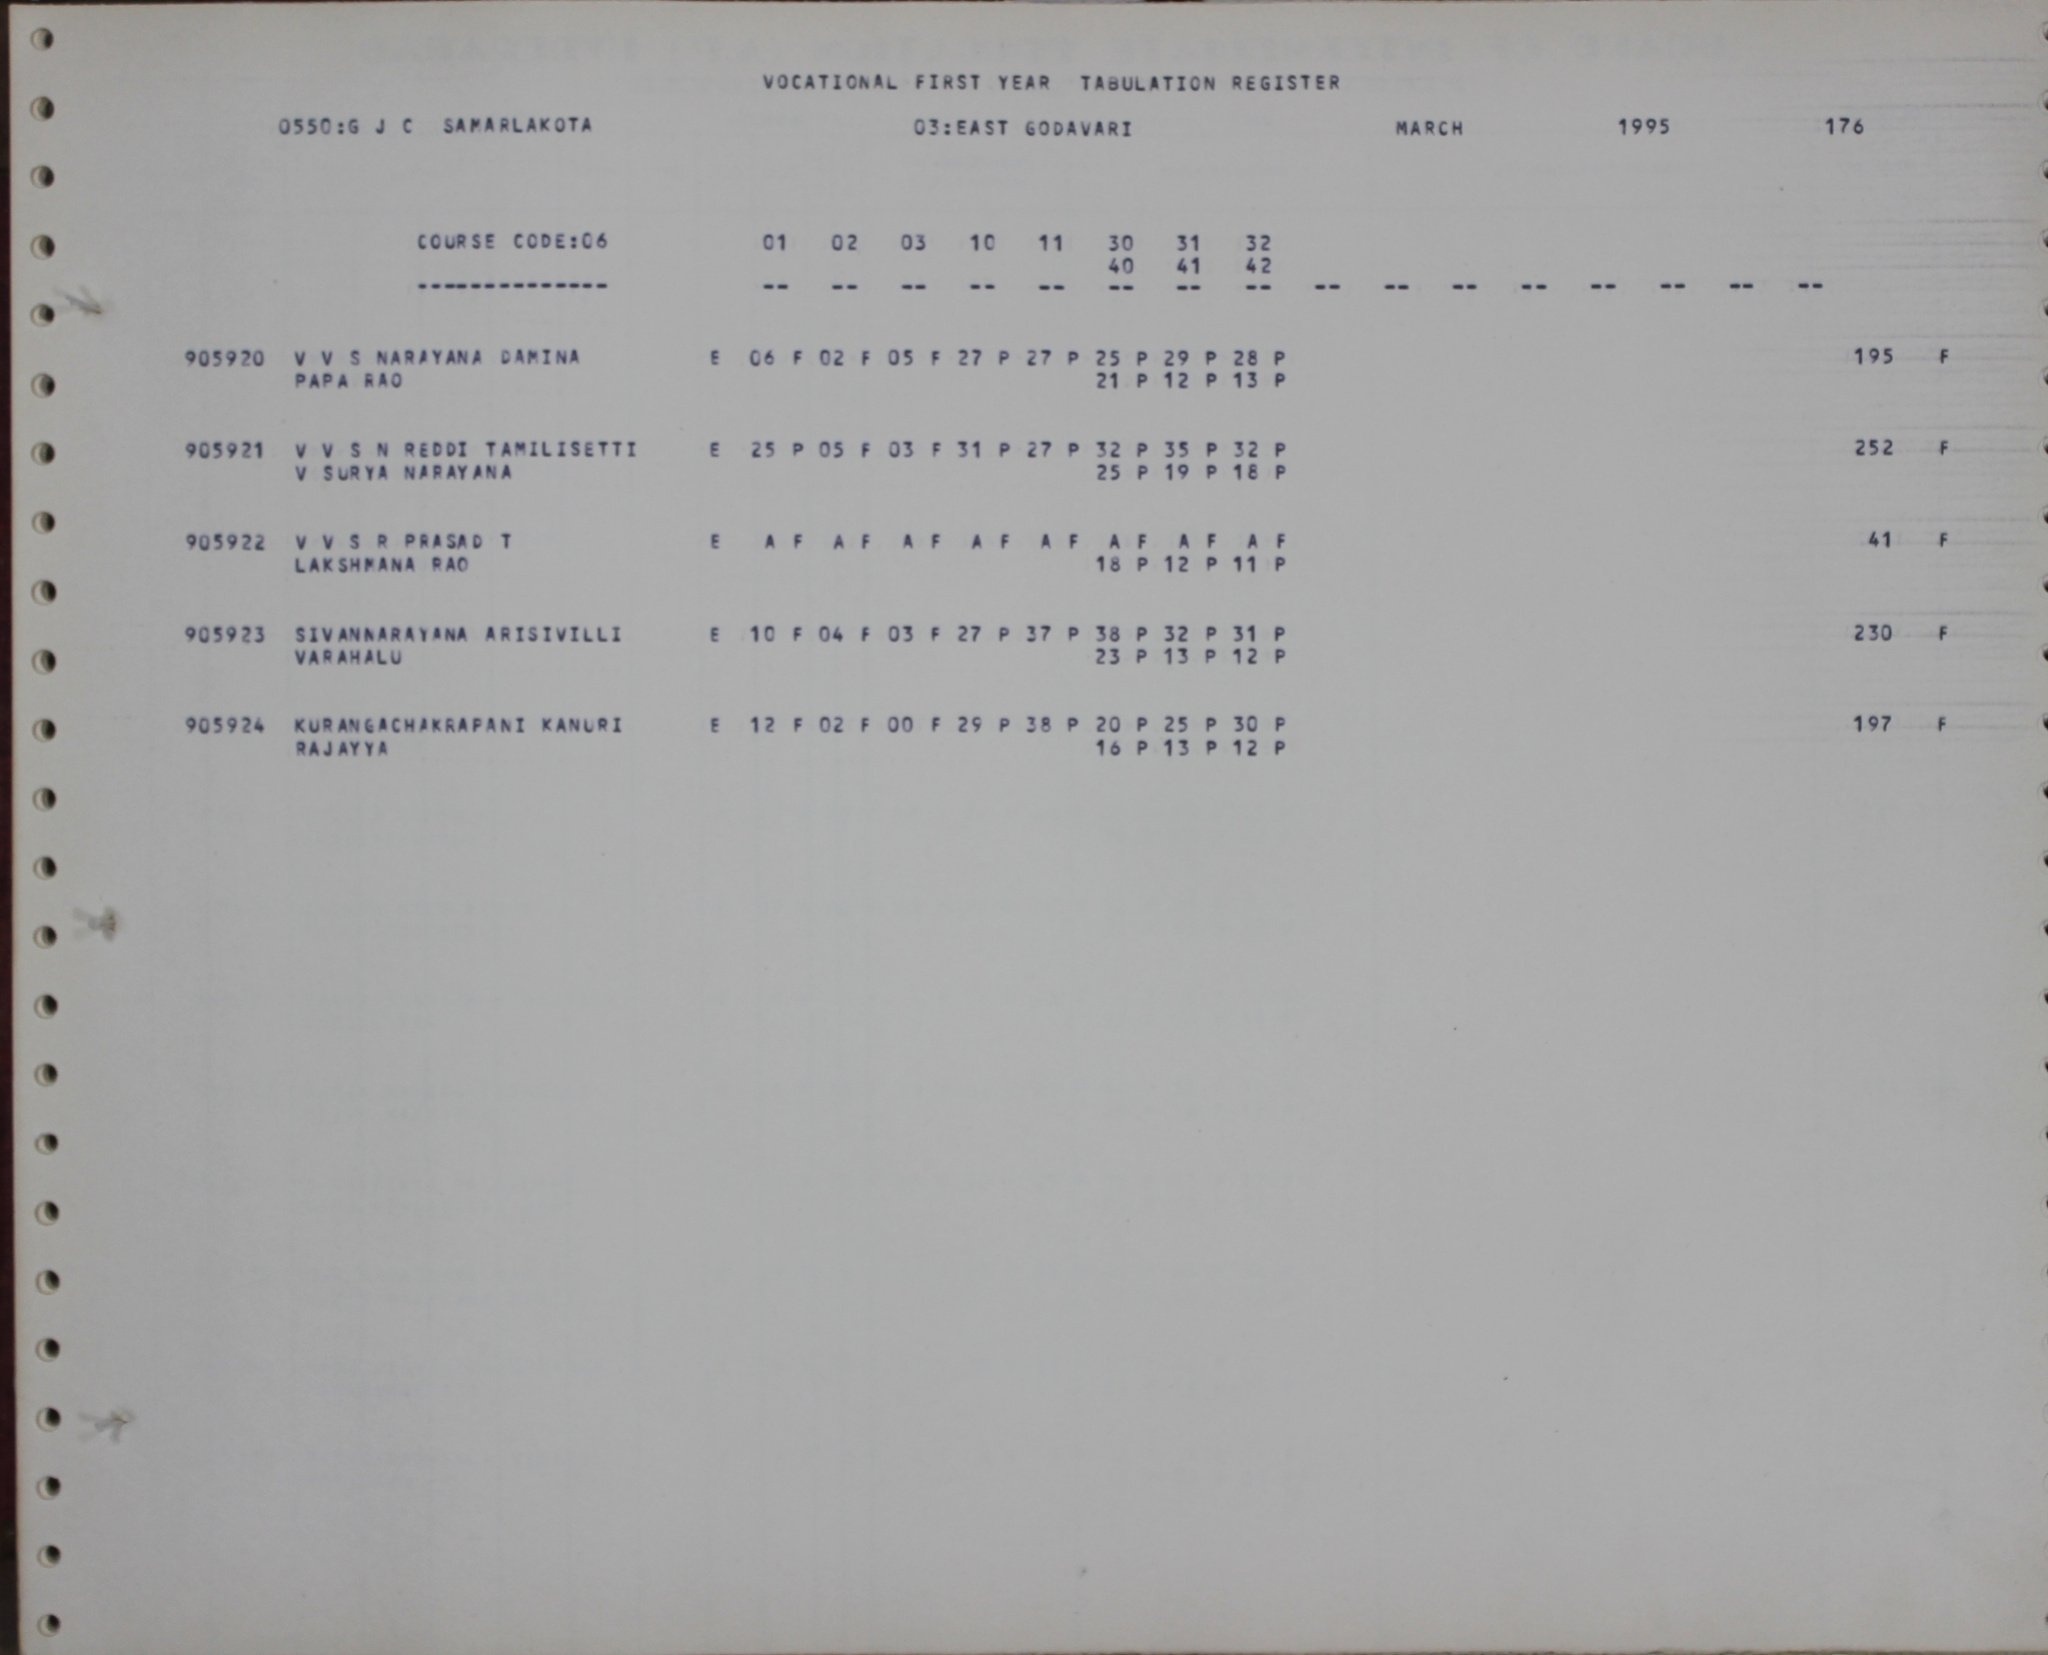 VOCATIONAL FIRST YEAR TABULATION REGISTER
0550:G J C SAMARLAKOTA 03:EAST GODAVARI MARCH 1995 176
COURSE CODE:06 01 02 03 10 11 30 31 32
40 41 42
-------------- -- -- -- -- -- -- -- -- -- -- -- -- -- -- -- --
905920 V V S NARAYANA DAMINA E 06 F 02 F 05 F 27 P 27 P 25 P 29 P 28 P 195 F
PAPA RAO 21 P 12 P 13 P
905921 V V S N REDDI TAMILISETTI E 25 P 05 F 03 F 31 P 27 P 32 P 35 P 32 P 252 F
V SURYA NARAYANA 25 P 19 P 18 P
905922 V V S R PRASAD T E A F A F A F A F A F A F A F A F 41 F
LAKSHMANA RAO 18 P 12 P 11 P
905923 SIVANNARAYANA ARISIVILLI E 10 F 04 F 03 F 27 P 37 P 38 P 32 P 31 P 230 F
VARAHALU 23 P 13 P 12 P
905924 KURANGACHAKRAPANI KANURI E 12 F 02 F 00 F 29 P 38 P 20 P 25 P 30 P 197 F
RAJAYYA 16 P 13 P 12 P